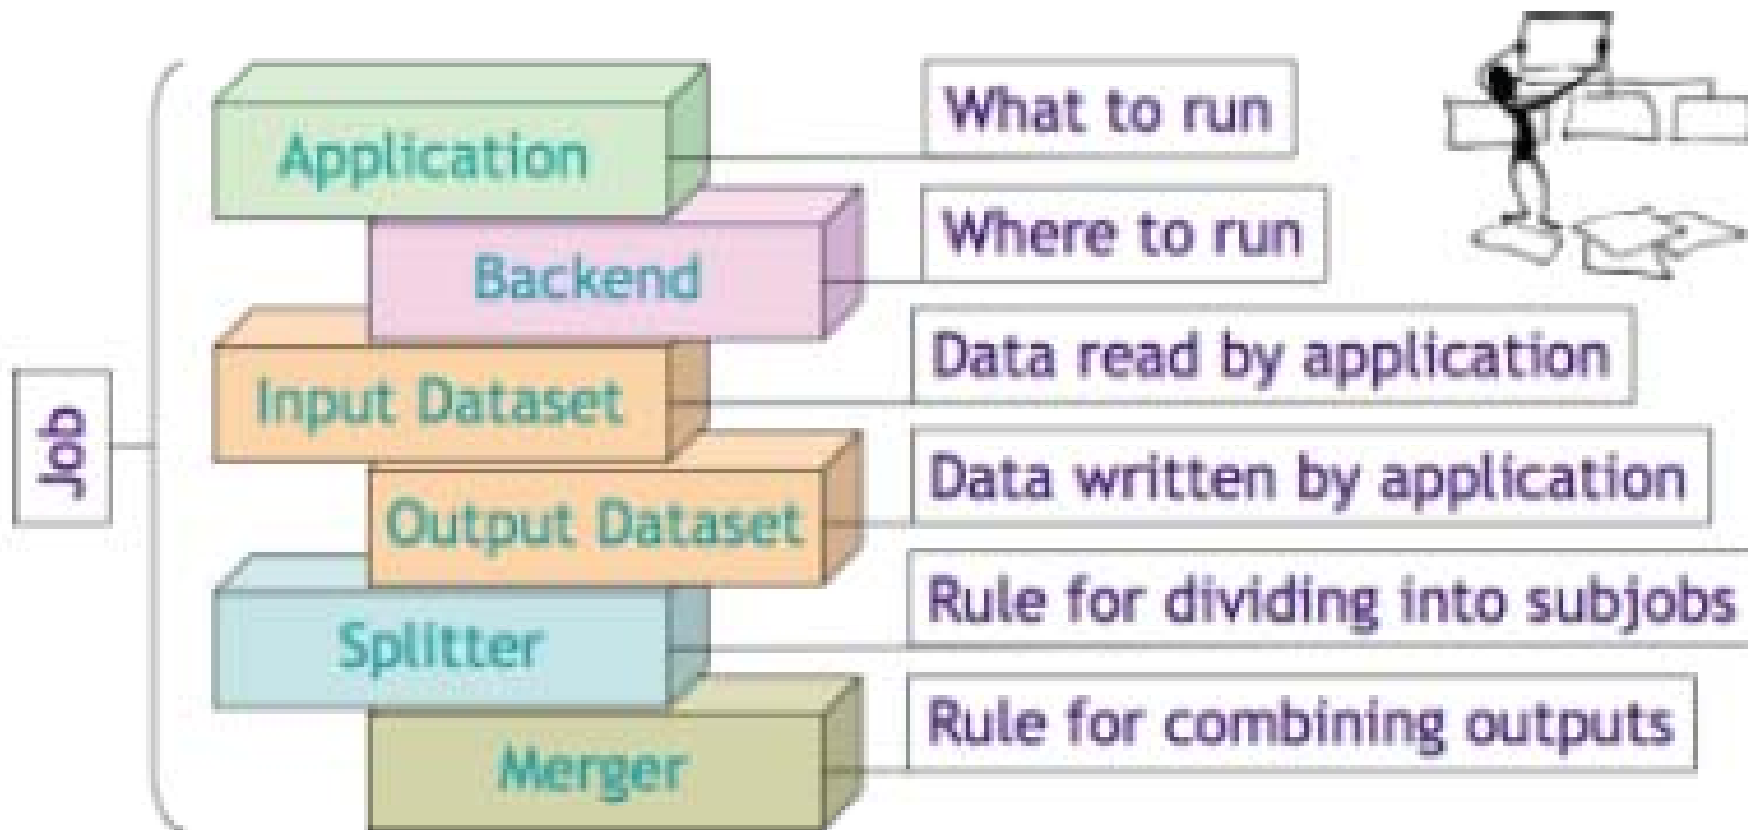 Job
Application
What to run
Backend
Where to run
Input Dataset
Data read by application
Output Dataset
Data written by application
Splitter
Rule for dividing into subjobs
Merger
Rule for combining outputs